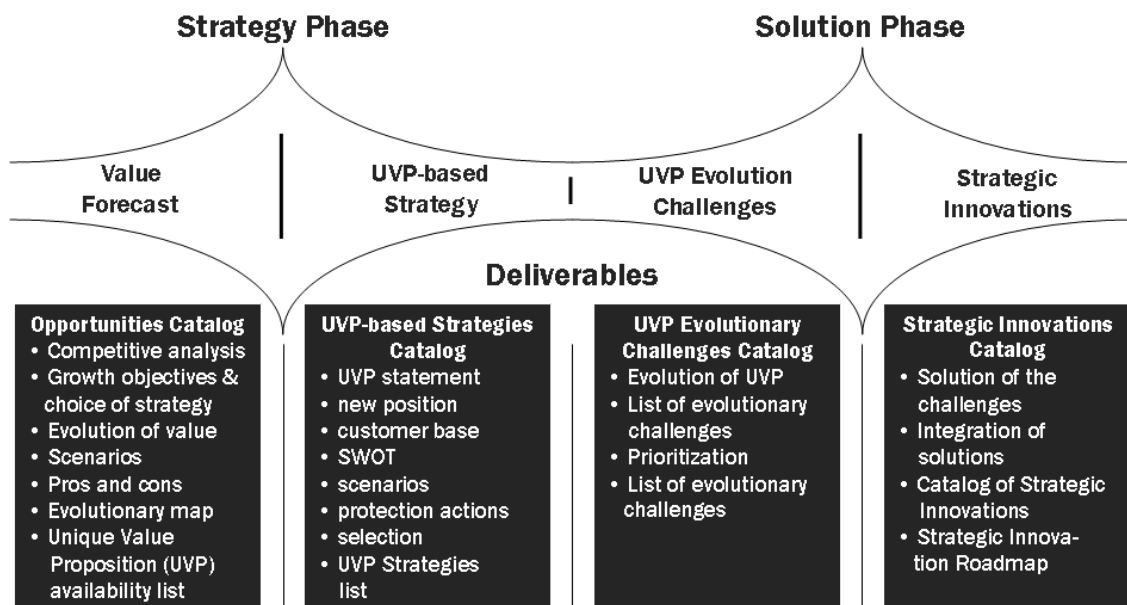 Strategy Phase
Solution Phase
Value
Forecast
UVP-based
Strategy
UVP Evolution
Challenges
Strategic
Innovations
Deliverables
Opportunities Catalog
• Competitive analysis
• Growth objectives &
choice of strategy
• Evolution of value
• Scenarios
• Pros and cons
• Evolutionary map
• Unique Value
Proposition (UVP)
availability list
UVP-based Strategies
Catalog
• UVP statement
• new position
• customer base
• SWOT
• scenarios
• protection actions
• selection
• UVP Strategies
list
UVP Evolutionary
Challenges Catalog
• Evolution of UVP
• List of evolutionary
challenges
• Prioritization
• List of evolutionary
challenges
Strategic Innovations
Catalog
• Solution of the
challenges
• Integration of
solutions
• Catalog of Strategic
Innovations
• Strategic Innova-
tion Roadmap